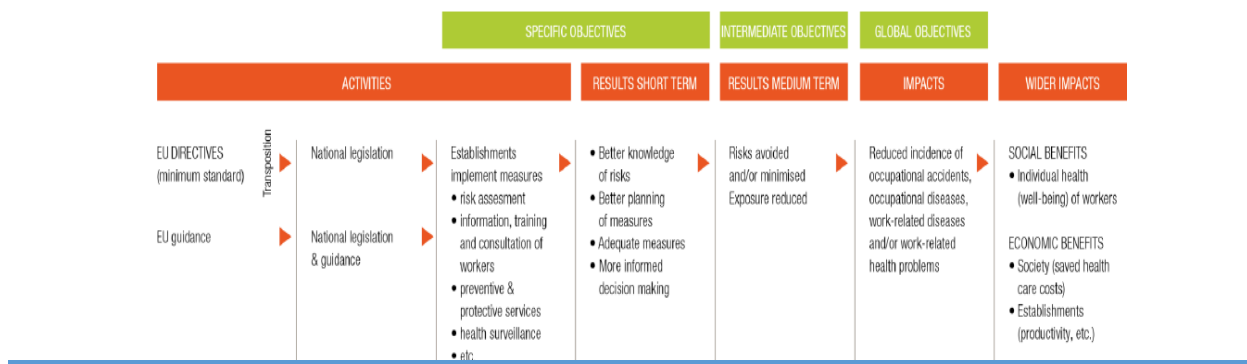 SPECIFIC OBJECTIVES
INTERMEDIATE OBJECTIVES
GLOBAL OBJECTIVES
ACTIVITIES
RESULTS SHORT TERM
RESULTS MEDIUM TERM
IMPACTS
WIDER IMPACTS
EU DIRECTIVES
(minimum standard)
Transposition
EU guidance
National legislation
National legislation
& guidance
Establishments
implement measures
• risk assesment
• information, training
and consultation of
workers
• preventive &
protective services
• health surveillance
• etc
• Better knowledge
of risks
• Better planning
of measures
• Adequate measures
• More informed
decision making
Risks avoided
and/or minimised
Exposure reduced
Reduced incidence of
occupational accidents,
occupational diseases,
work-related diseases
and/or work-related
health problems
SOCIAL BENEFITS
• Individual health
(well-being) of workers
ECONOMIC BENEFITS
• Society (saved health
care costs)
• Establishments
(productivity, etc.)